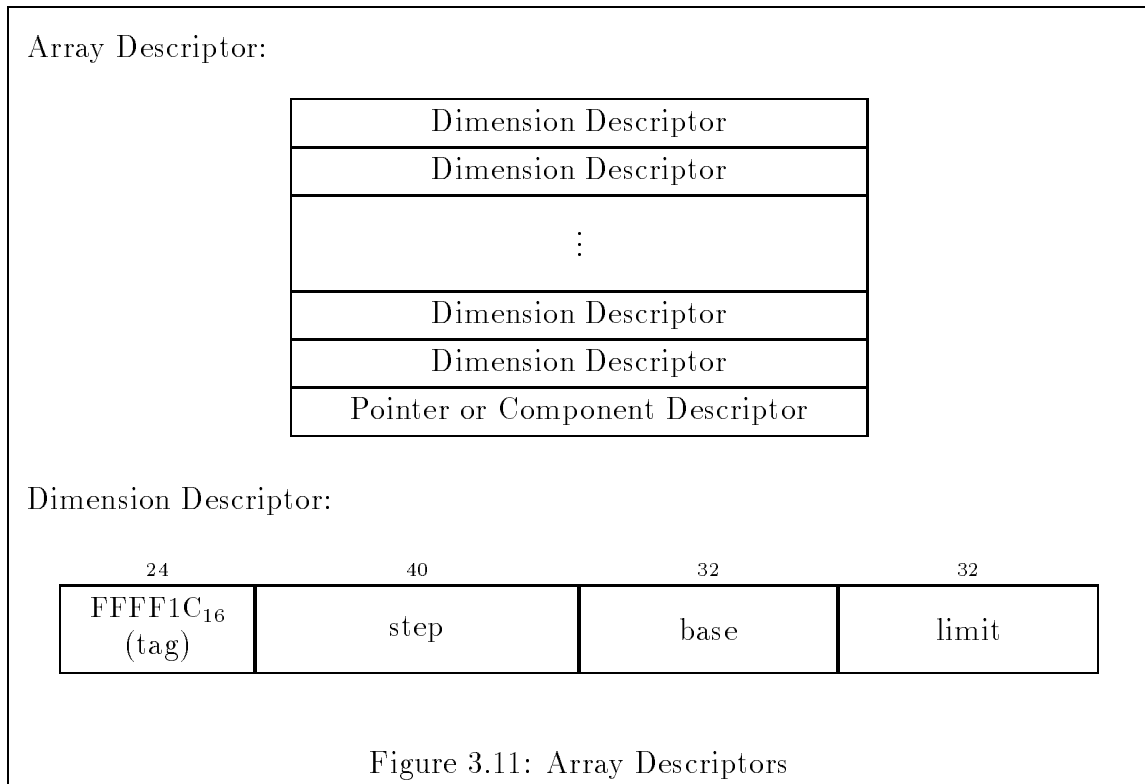 Array Descriptor:
Dimension Descriptor
Dimension Descriptor
⋮
Dimension Descriptor
Dimension Descriptor
Pointer or Component Descriptor
Dimension Descriptor:
24 40 32 32
FFFF1C₁₆
(tag) step base limit
Figure 3.11: Array Descriptors